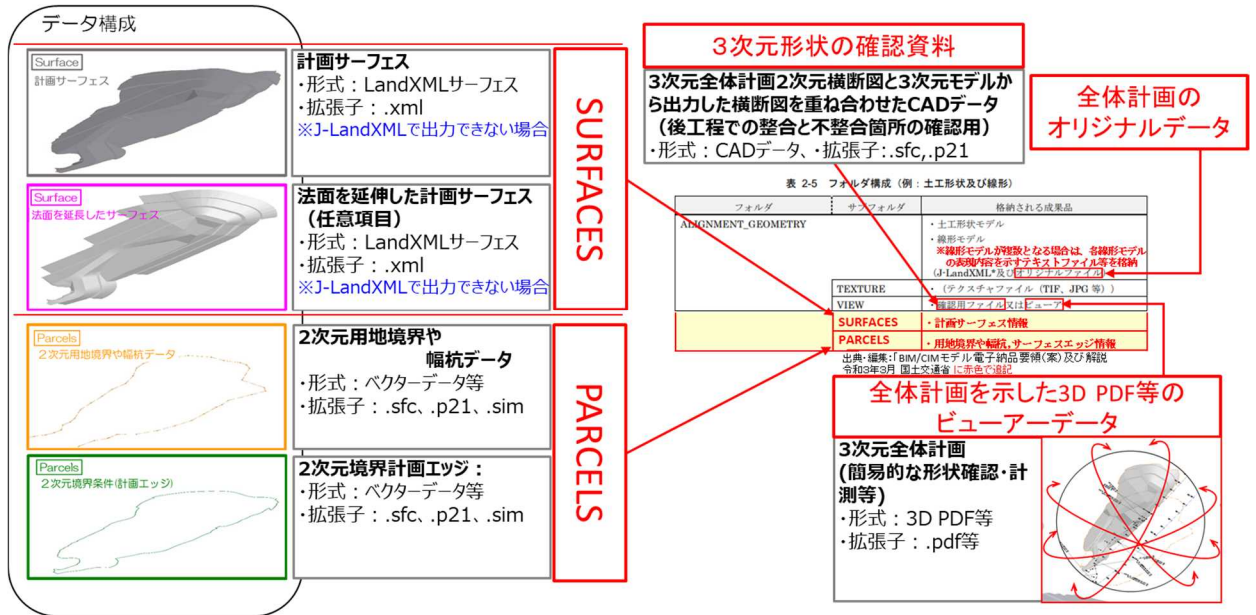 データ構成
Surface
計画サーフェス
計画サーフェス
・形式：LandXMLサーフェス
・拡張子：.xml
※J-LandXMLで出力できない場合
Surface
法面を延長したサーフェス
法面を延伸した計画サーフェス
（任意項目）
・形式：LandXMLサーフェス
・拡張子：.xml
※J-LandXMLで出力できない場合
SURFACES
Parcels
２次元用地境界や幅杭データ
2次元用地境界や
幅杭データ
・形式：ベクターデータ等
・拡張子：.sfc、.p21、.sim
Parcels
２次元境界条件(計画エッジ)
2次元境界計画エッジ：
・形式：ベクターデータ等
・拡張子：.sfc、.p21、.sim
PARCELS
３次元形状の確認資料
3次元全体計画2次元横断図と3次元モデルか
ら出力した横断図を重ね合わせたCADデータ
（後工程での整合と不整合箇所の確認用）
・形式：CADデータ、・拡張子:.sfc,.p21
全体計画の
オリジナルデータ
表 2-5 フォルダ構成（例：土工形状及び線形）
フォルダ サブフォルダ 格納される成果品
ALIGNMENT_GEOMETRY ・土工形状モデル
・線形モデル
※線形モデルが複数となる場合は、各線形モデル
の表現内容を示すテキストファイル等を格納
(J-LandXML*及びオリジナルファイル)
TEXTURE ・（テクスチャファイル（TIF、JPG 等））
VIEW ・確認用ファイル又はビューア
SURFACES ・計画サーフェス情報
PARCELS ・用地境界や幅杭,サーフェスエッジ情報
出典・編集:「BIM/CIMモデル電子納品要領(案)及び解説
令和3年3月 国土交通省 に赤色で追記
全体計画を示した3D PDF等の
ビューアーデータ
3次元全体計画
(簡易的な形状確認・計
測等)
・形式：3D PDF等
・拡張子：.pdf等